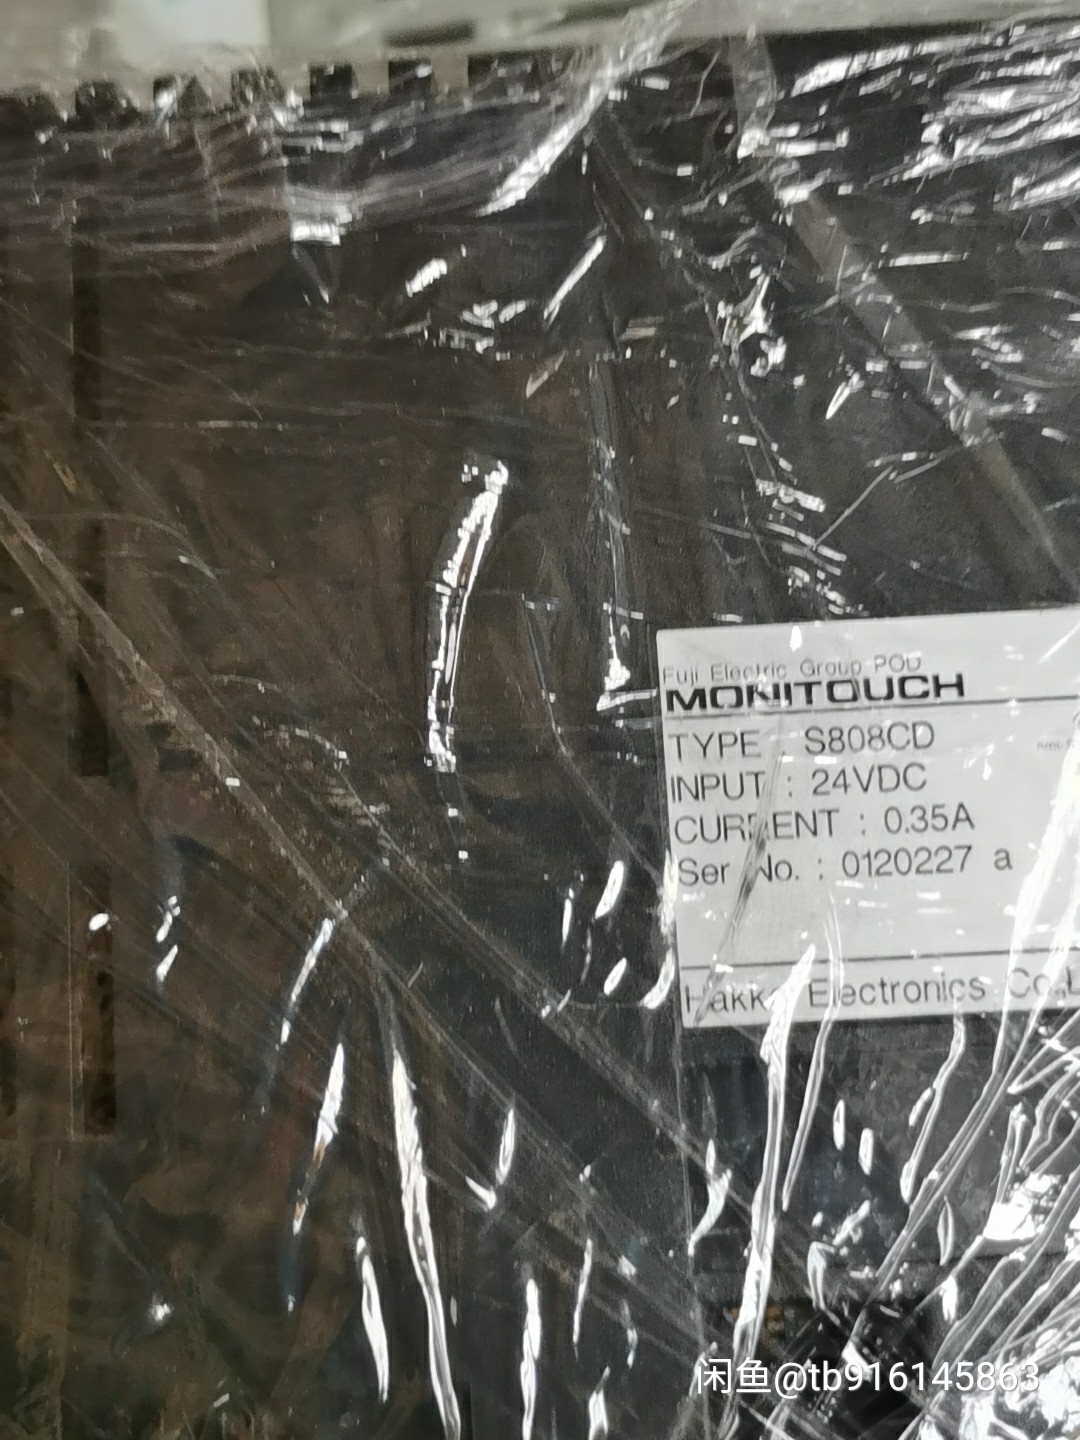 Fuji Electric Group POD
MONITOUCH
TYPE : S808CD
INPUT : 24VDC
CURRENT : 0.35A
Ser No. : 0120227 a
Electronics Co.,L
闲鱼@tb916145863